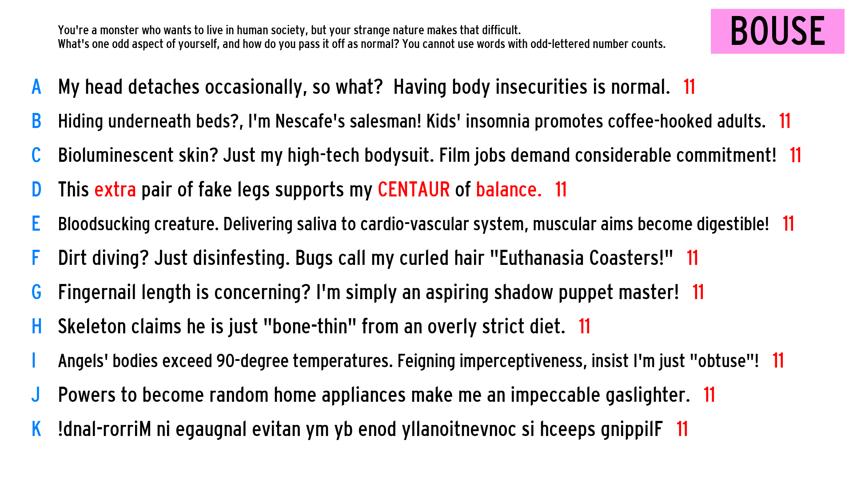 You're a monster who wants to live in human society, but your strange nature makes that difficult.
What's one odd aspect of yourself, and how do you pass it off as normal? You cannot use words with odd-lettered number counts.
BOUSE
A My head detaches occasionally, so what? Having body insecurities is normal. 11
B Hiding underneath beds?, I'm Nescafe's salesman! Kids' insomnia promotes coffee-hooked adults. 11
C Bioluminescent skin? Just my high-tech bodysuit. Film jobs demand considerable commitment! 11
D This extra pair of fake legs supports my CENTAUR of balance. 11
E Bloodsucking creature. Delivering saliva to cardio-vascular system, muscular aims become digestible! 11
F Dirt diving? Just disinfesting. Bugs call my curled hair "Euthanasia Coasters!" 11
G Fingernail length is concerning? I'm simply an aspiring shadow puppet master! 11
H Skeleton claims he is just "bone-thin" from an overly strict diet. 11
I Angels' bodies exceed 90-degree temperatures. Feigning imperceptiveness, insist I'm just "obtuse"! 11
J Powers to become random home appliances make me an impeccable gaslighter. 11
K !dnal-rorriM ni egaugnal evitan ym yb enod yllanoitnevnoc si hceeps gnippilF 11